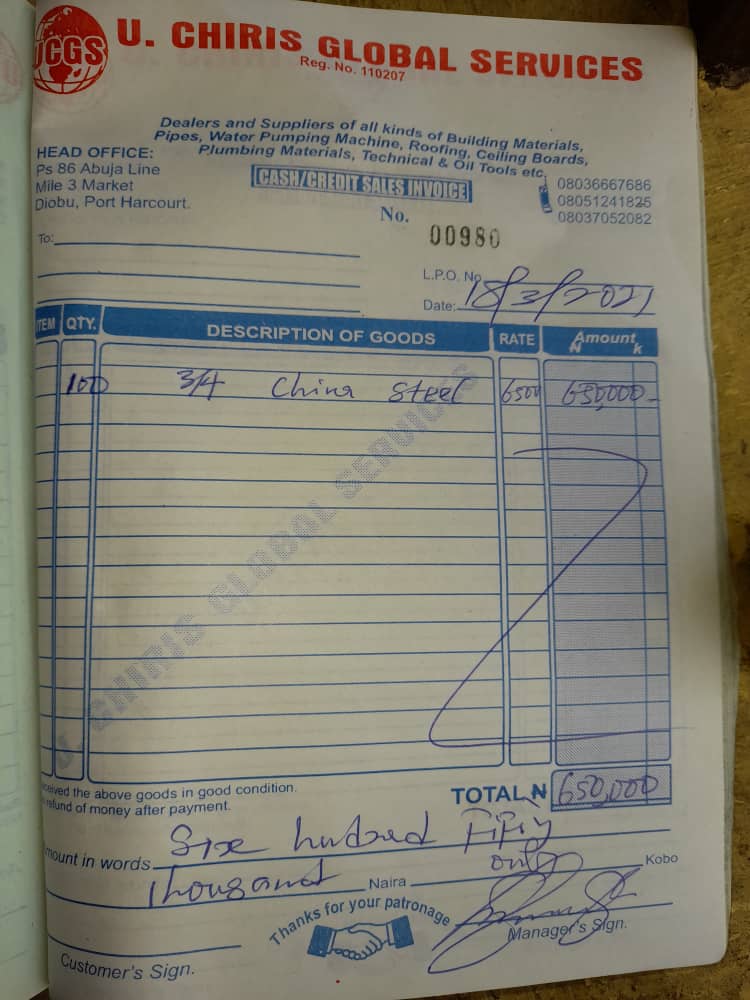 UCGS
U. CHIRIS GLOBAL SERVICES
Reg. No. 110207
Dealers and Suppliers of all kinds of Building Materials,
Pipes, Water Pumping Machine, Roofing, Ceiling Boards,
Plumbing Materials, Technical & Oil Tools etc.
HEAD OFFICE:
Ps 86 Abuja Line
Mile 3 Market
Diobu, Port Harcourt.
CASH/CREDIT SALES INVOICE
08036667686
08051241825
08037052082
No. 00980
To:
L.P.O. No.
Date: 18/3/2021
ITEM QTY. DESCRIPTION OF GOODS RATE Amount
₦ k
100 3/4 China Steel 6500 650,000
U. CHIRIS GLOBAL SERVICES
ceived the above goods in good condition.
refund of money after payment.
TOTAL ₦ 650,000
mount in words Six hundred Fifty
Thousand Naira only Kobo
Thanks for your patronage
Customer's Sign.
Manager's Sign.